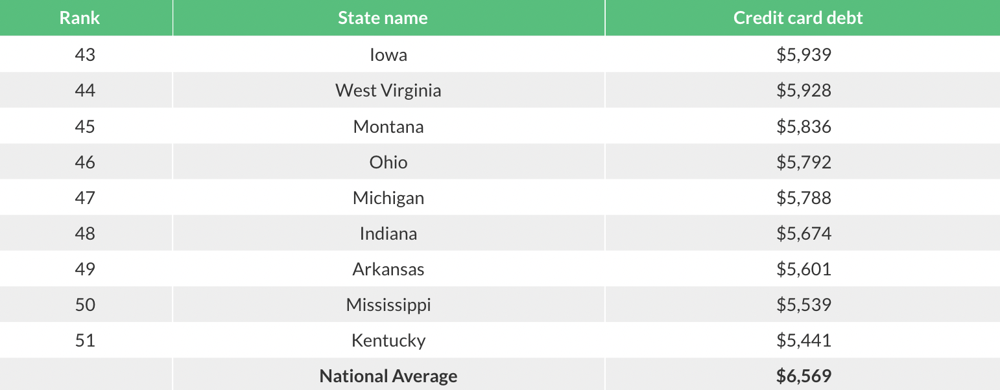 Rank State name Credit card debt
43 Iowa $5,939
44 West Virginia $5,928
45 Montana $5,836
46 Ohio $5,792
47 Michigan $5,788
48 Indiana $5,674
49 Arkansas $5,601
50 Mississippi $5,539
51 Kentucky $5,441
National Average $6,569